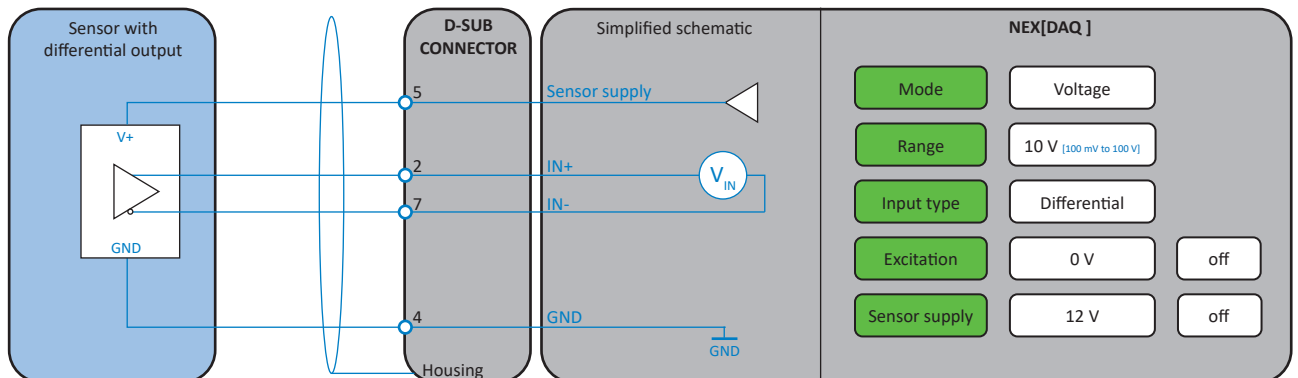 Sensor with
differential output
V+
GND
D-SUB
CONNECTOR
5
2
7
4
Housing
Simplified schematic
Sensor supply
IN+
V IN
IN-
GND
GND
NEX[DAQ ]
Mode
Voltage
Range
10 V [100 mV to 100 V]
Input type
Differential
Excitation
0 V
off
Sensor supply
12 V
off